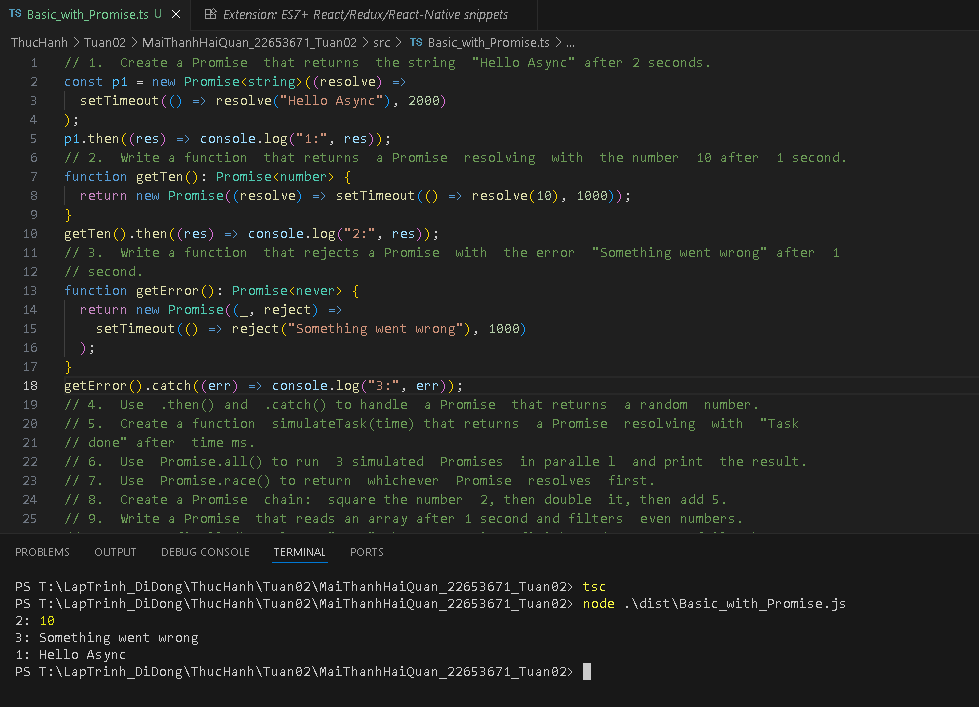 TS Basic_with_Promise.ts U × Extension: ES7+ React/Redux/React-Native snippets
ThucHanh > Tuan02 > MaiThanhHaiQuan_22653671_Tuan02 > src > TS Basic_with_Promise.ts > ...
1 // 1. Create a Promise that returns the string "Hello Async" after 2 seconds.
2 const p1 = new Promise<string>((resolve) =>
3 setTimeout(() => resolve("Hello Async"), 2000)
4 );
5 p1.then((res) => console.log("1:", res));
6 // 2. Write a function that returns a Promise resolving with the number 10 after 1 second.
7 function getTen(): Promise<number> {
8 return new Promise((resolve) => setTimeout(() => resolve(10), 1000));
9 }
10 getTen().then((res) => console.log("2:", res));
11 // 3. Write a function that rejects a Promise with the error "Something went wrong" after 1
12 // second.
13 function getError(): Promise<never> {
14 return new Promise((_, reject) =>
15 setTimeout(() => reject("Something went wrong"), 1000)
16 );
17 }
18 getError().catch((err) => console.log("3:", err));
19 // 4. Use .then() and .catch() to handle a Promise that returns a random number.
20 // 5. Create a function simulateTask(time) that returns a Promise resolving with "Task
21 // done" after time ms.
22 // 6. Use Promise.all() to run 3 simulated Promises in paralle l and print the result.
23 // 7. Use Promise.race() to return whichever Promise resolves first.
24 // 8. Create a Promise chain: square the number 2, then double it, then add 5.
25 // 9. Write a Promise that reads an array after 1 second and filters even numbers.
PROBLEMS OUTPUT DEBUG CONSOLE TERMINAL PORTS
PS T:\LapTrinh_DiDong\ThucHanh\Tuan02\MaiThanhHaiQuan_22653671_Tuan02> tsc
PS T:\LapTrinh_DiDong\ThucHanh\Tuan02\MaiThanhHaiQuan_22653671_Tuan02> node .\dist\Basic_with_Promise.js
2: 10
3: Something went wrong
1: Hello Async
PS T:\LapTrinh_DiDong\ThucHanh\Tuan02\MaiThanhHaiQuan_22653671_Tuan02>